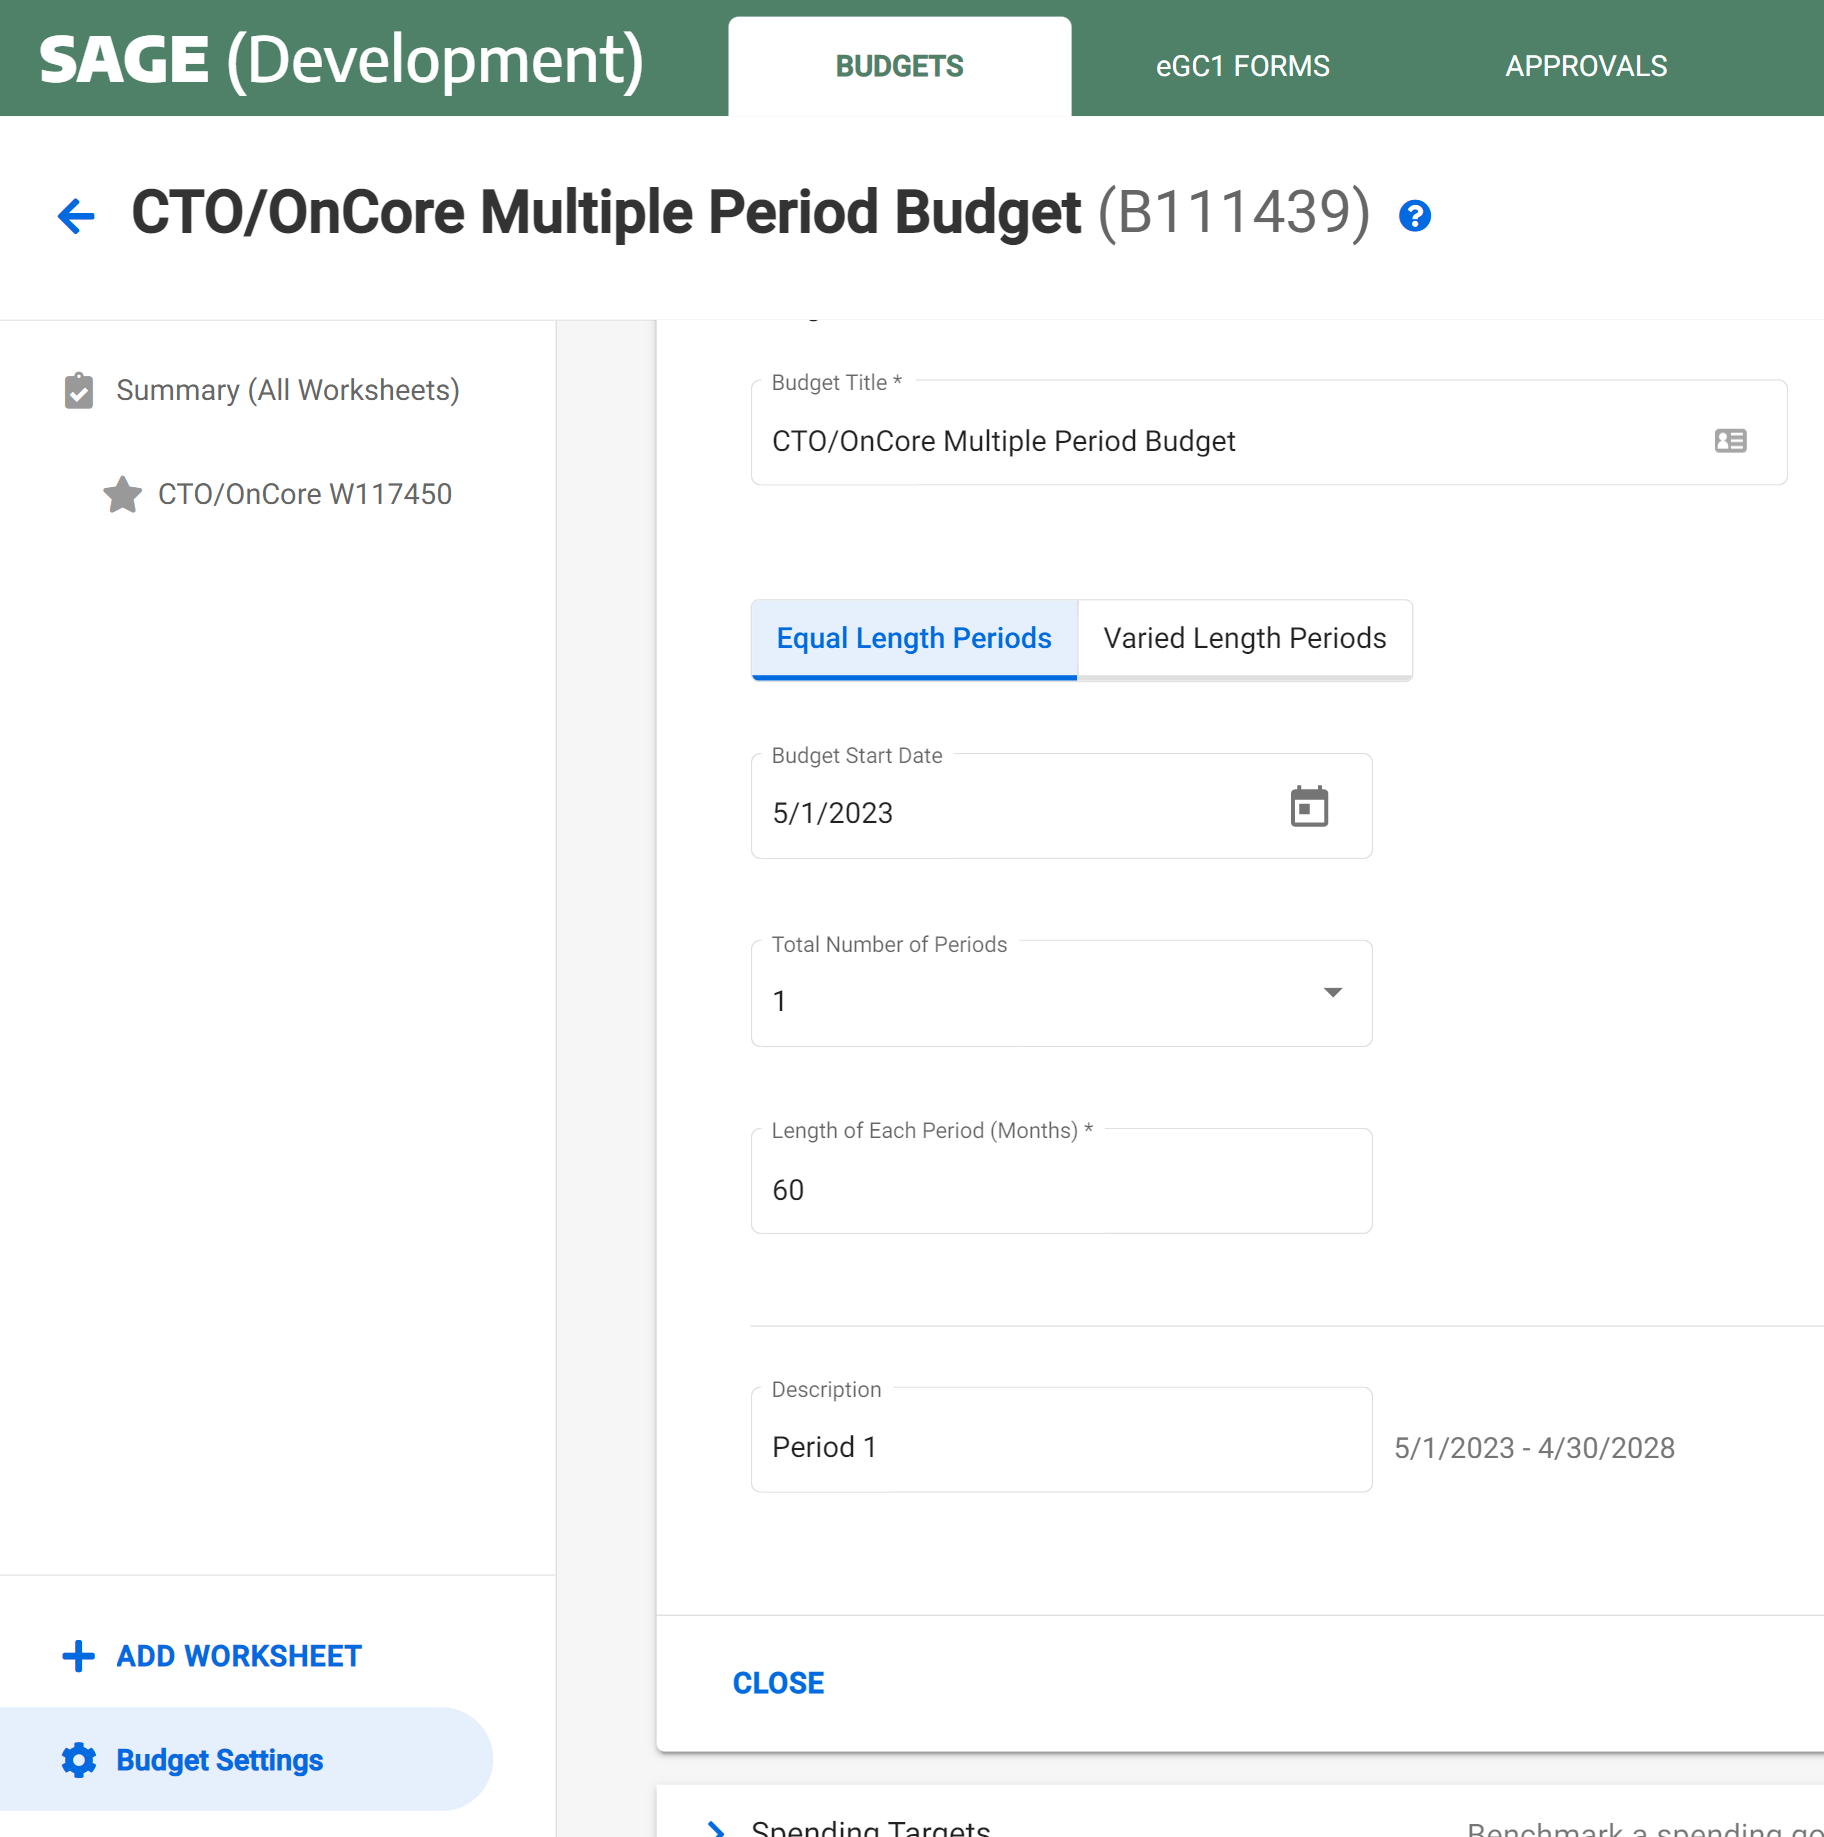 SAGE (Development)
BUDGETS
eGC1 FORMS
APPROVALS
CTO/OnCore Multiple Period Budget (B111439)
Summary (All Worksheets)
CTO/OnCore W117450
Budget Title *
CTO/OnCore Multiple Period Budget
Equal Length Periods
Varied Length Periods
Budget Start Date
5/1/2023
Total Number of Periods
1
Length of Each Period (Months) *
60
Description
Period 1
5/1/2023 - 4/30/2028
ADD WORKSHEET
Budget Settings
CLOSE
Spending Targets
Benchmark a spending go